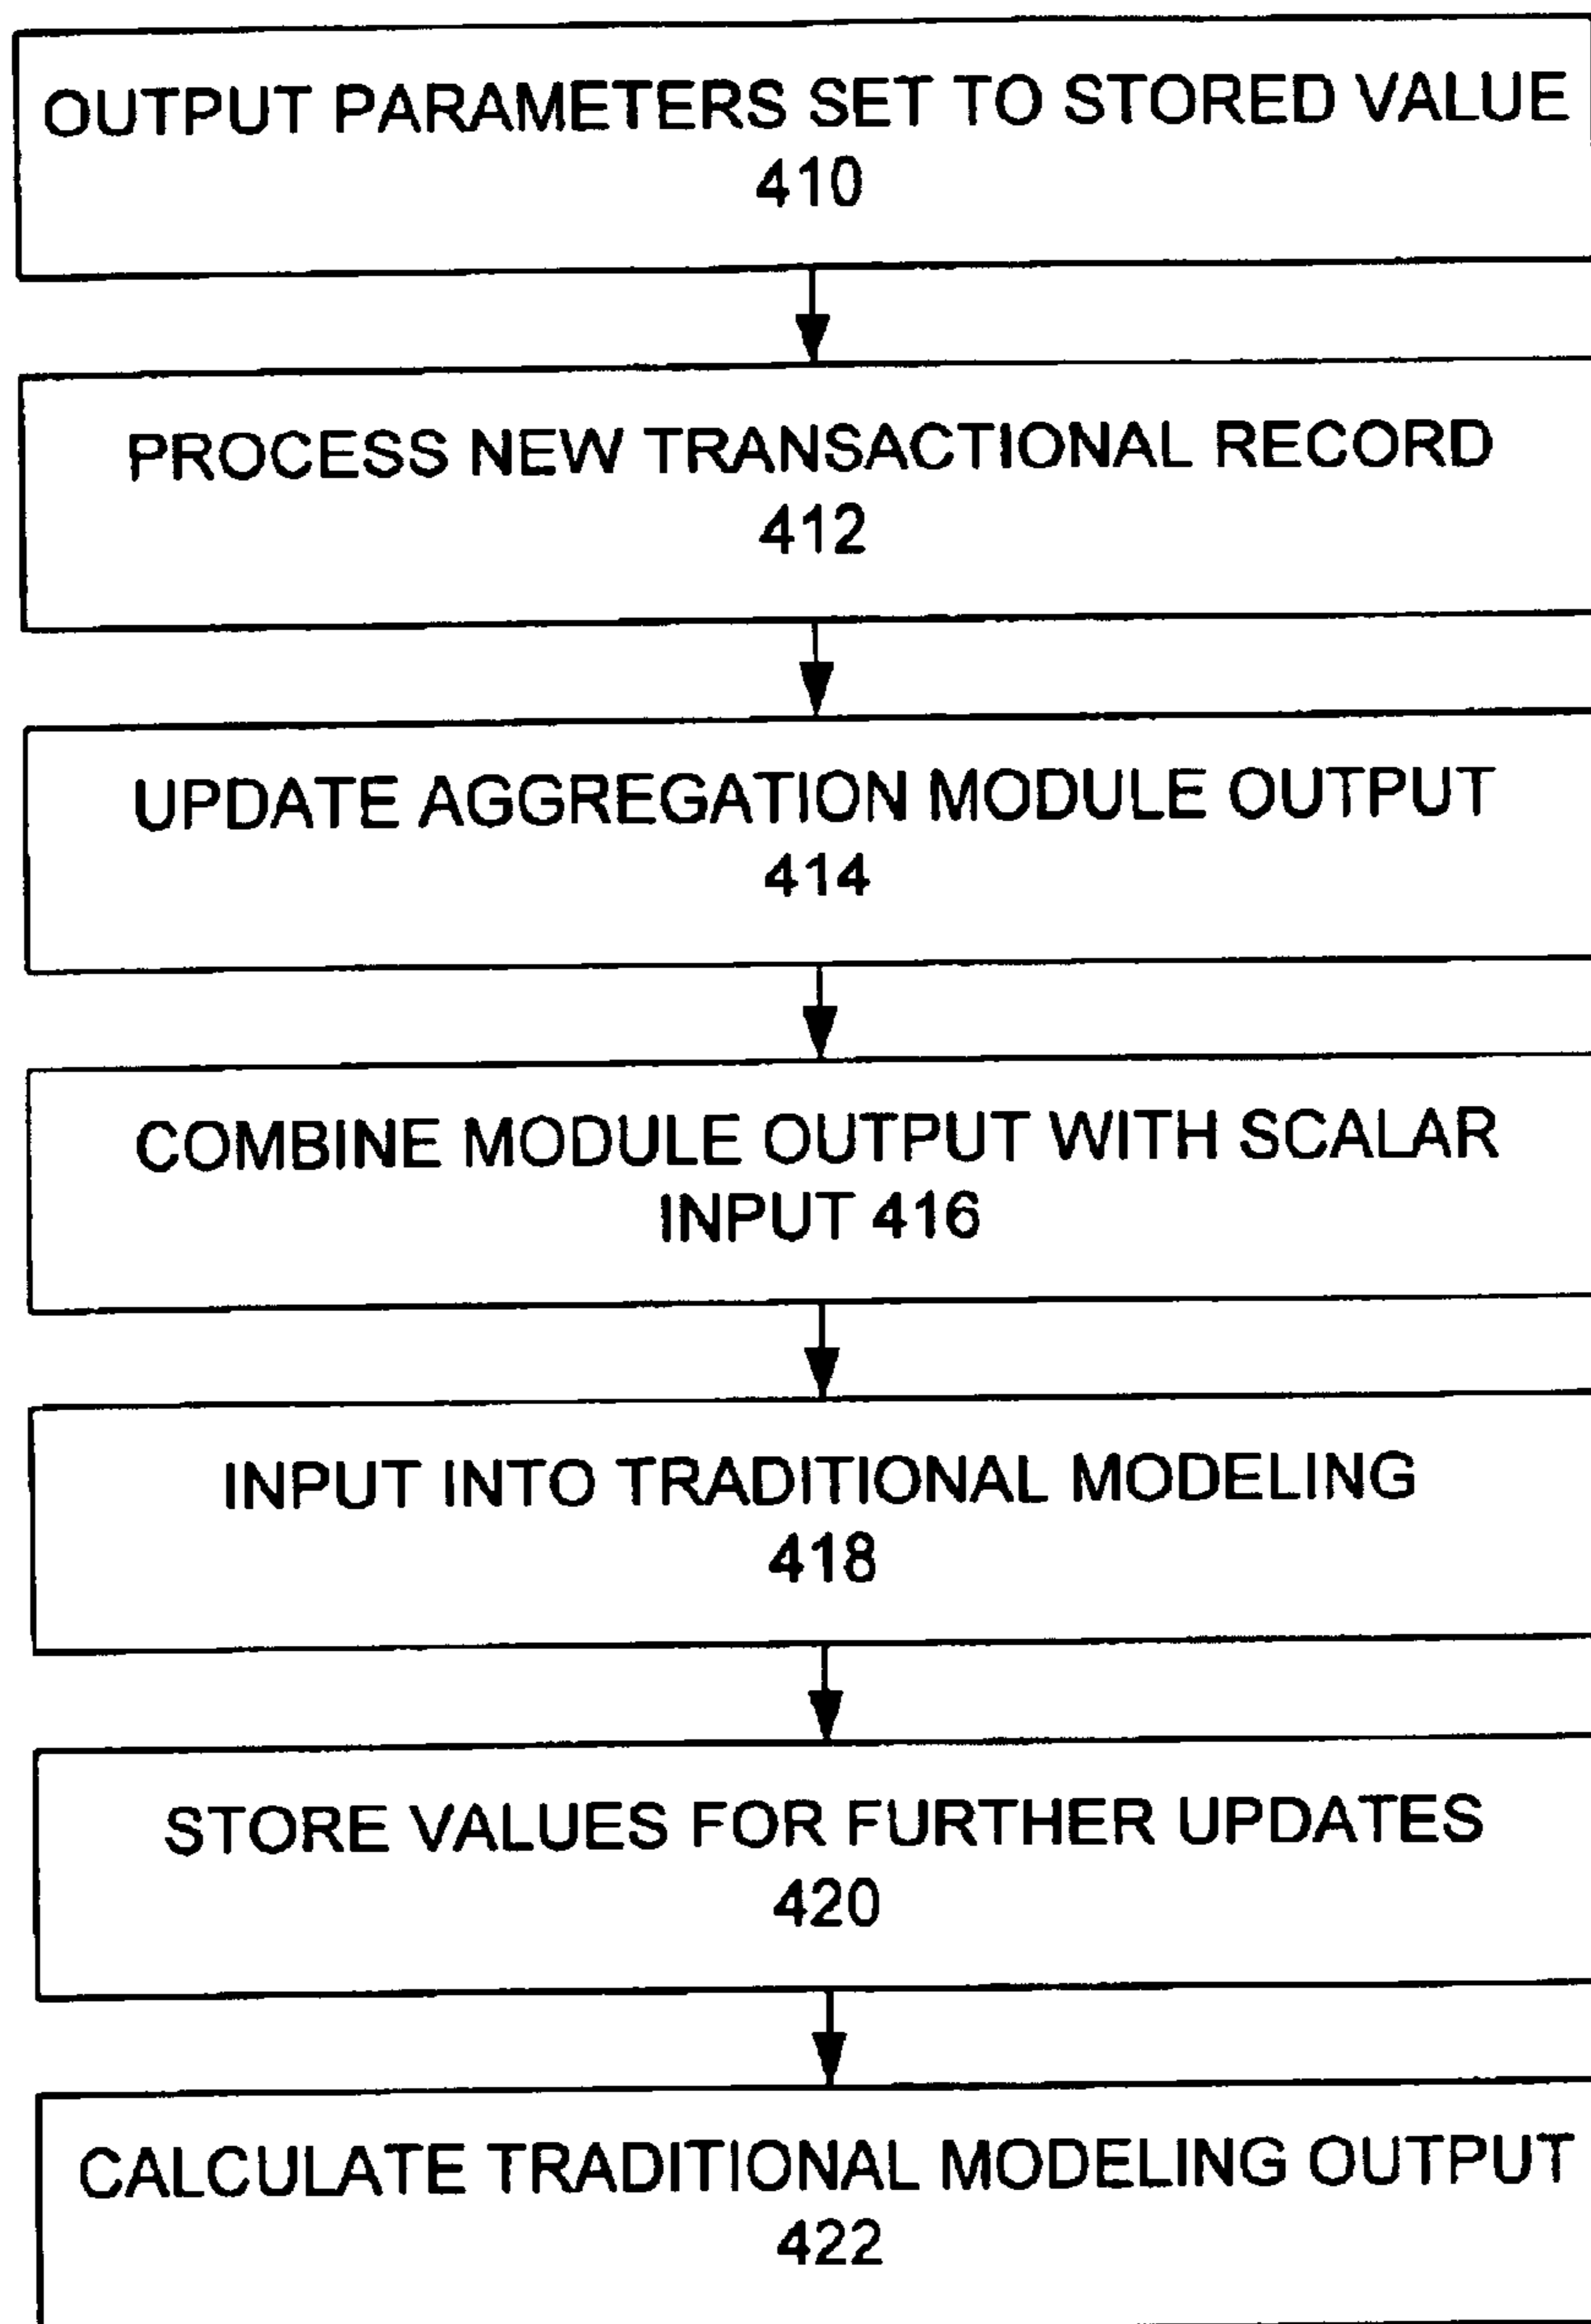 OUTPUT PARAMETERS SET TO STORED VALUE
410
PROCESS NEW TRANSACTIONAL RECORD
412
UPDATE AGGREGATION MODULE OUTPUT
414
COMBINE MODULE OUTPUT WITH SCALAR
INPUT 416
INPUT INTO TRADITIONAL MODELING
418
STORE VALUES FOR FURTHER UPDATES
420
CALCULATE TRADITIONAL MODELING OUTPUT
422